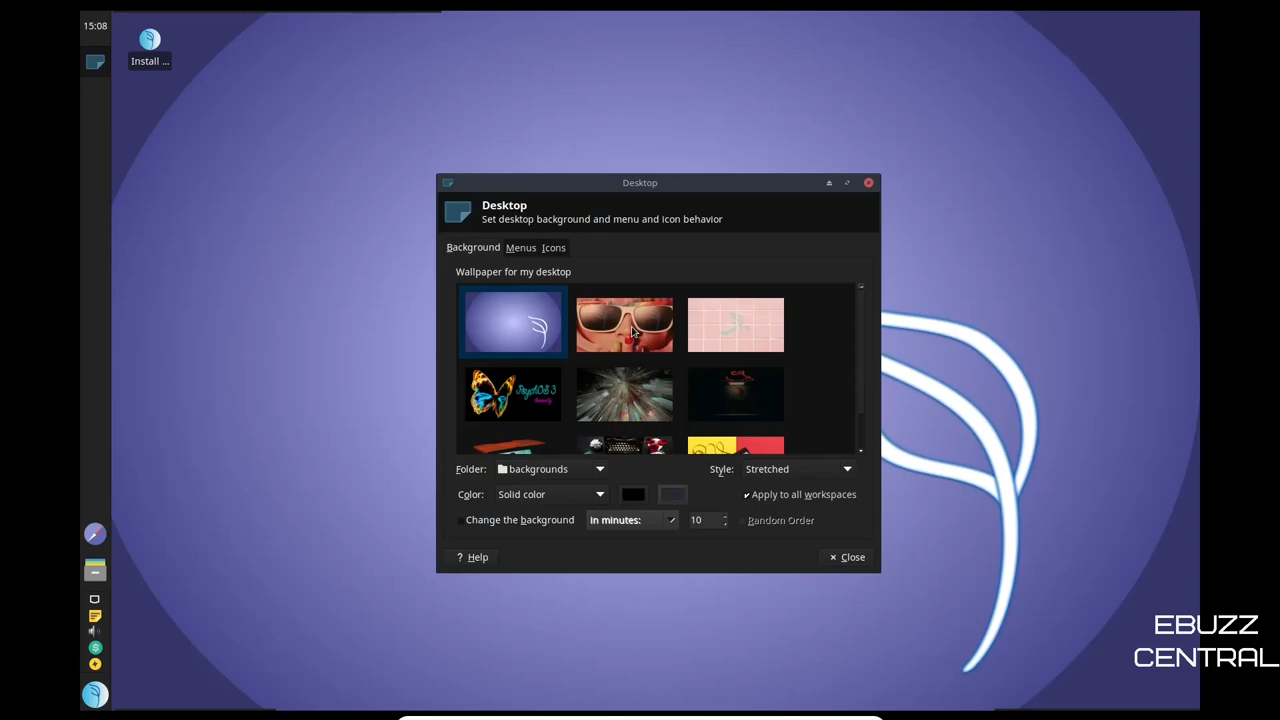 15:08
Install ...
Desktop
Desktop
Set desktop background and menu and icon behavior
Background Menus Icons
Wallpaper for my desktop
PsychOS 3
Folder: backgrounds Style: Stretched
Color: Solid color Apply to all workspaces
Change the background in minutes: 10 Random Order
? Help × Close
EBUZZ
CENTRAL